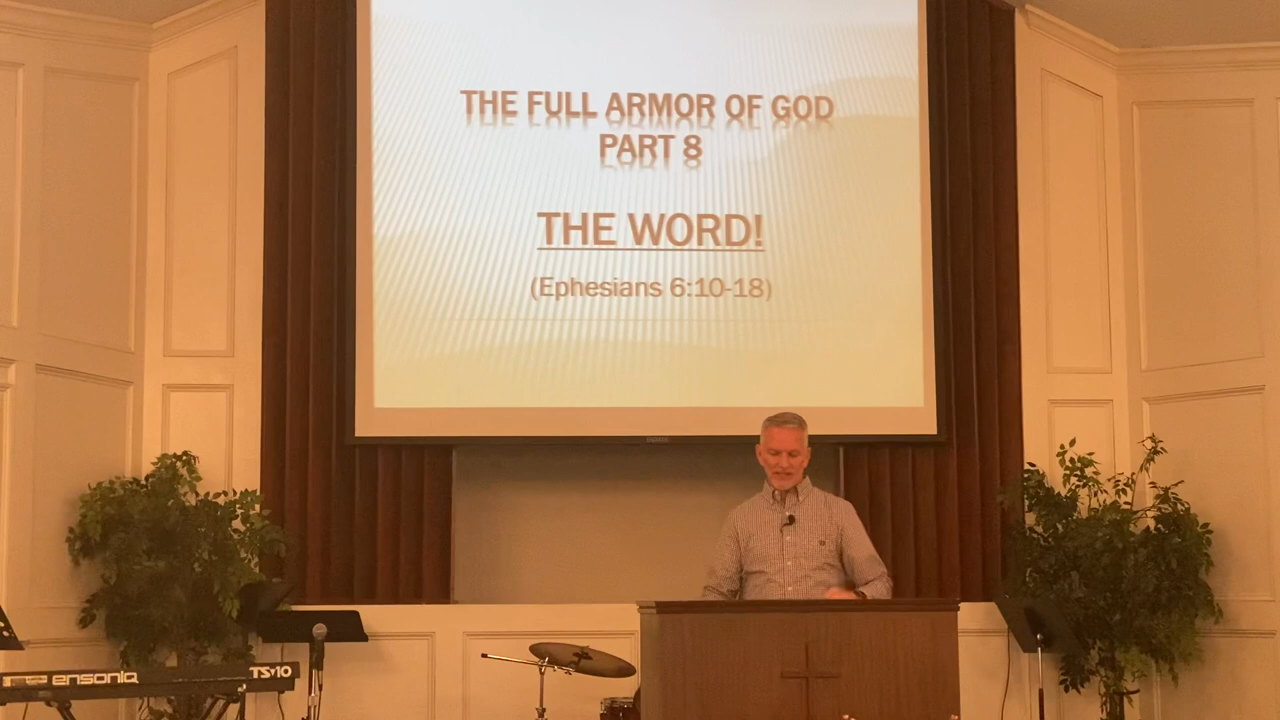 THE FULL ARMOR OF GOD
PART 8
THE WORD!
(Ephesians 6:10-18)
ensoniq
TS10